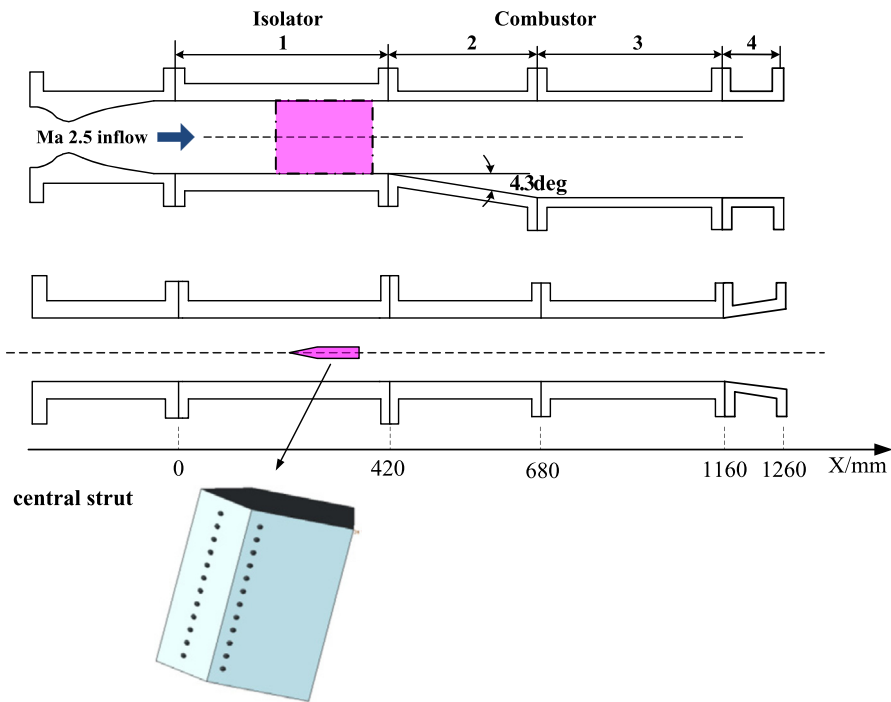 Isolator Combustor
1 2 3 4
Ma 2.5 inflow
4.3deg
0 420 680 1160 1260 X/mm
central strut